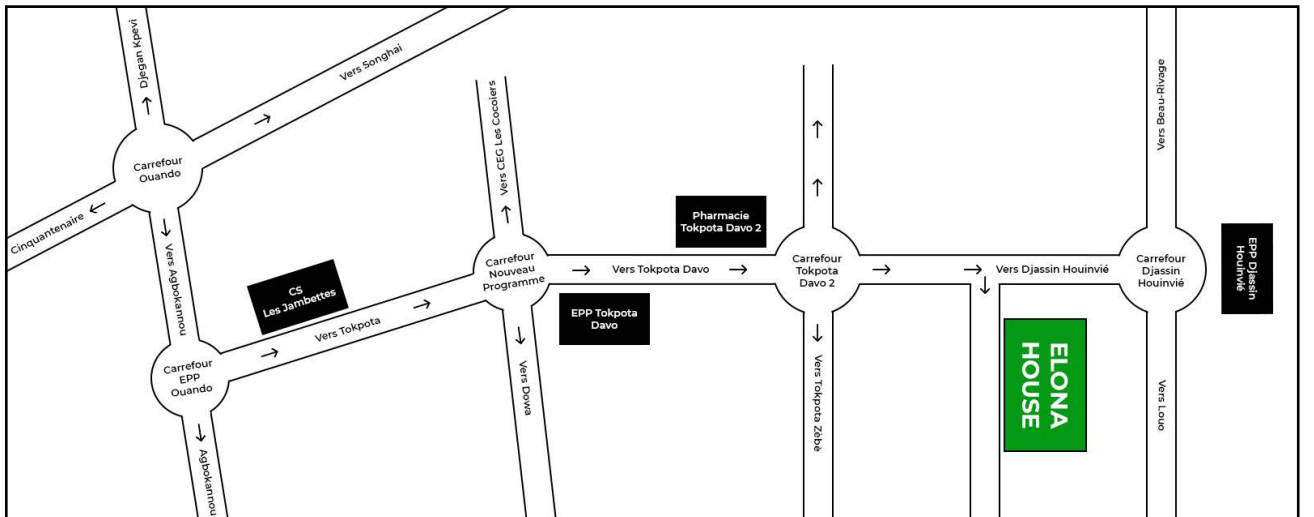 Djegan Kpevi
Vers Songhai
Carrefour
Ouando
Cinquantenaire
Vers Agbokannou
CS
Les Jambettes
Vers Tokpota
Carrefour
EPP
Ouando
Agbokannou
Vers CEG Les Cocoiers
Carrefour
Nouveau
Programme
Vers Dowa
Vers Tokpota Davo
EPP Tokpota
Davo
Pharmacie
Tokpota Davo 2
Carrefour
Tokpota
Davo 2
Vers Tokpota Zèbè
Vers Djassin Houinvié
ELONA
HOUSE
Vers Beau-Rivage
Carrefour
Djassin
Houinvié
Vers Louo
EPP Djassin
Houinvié